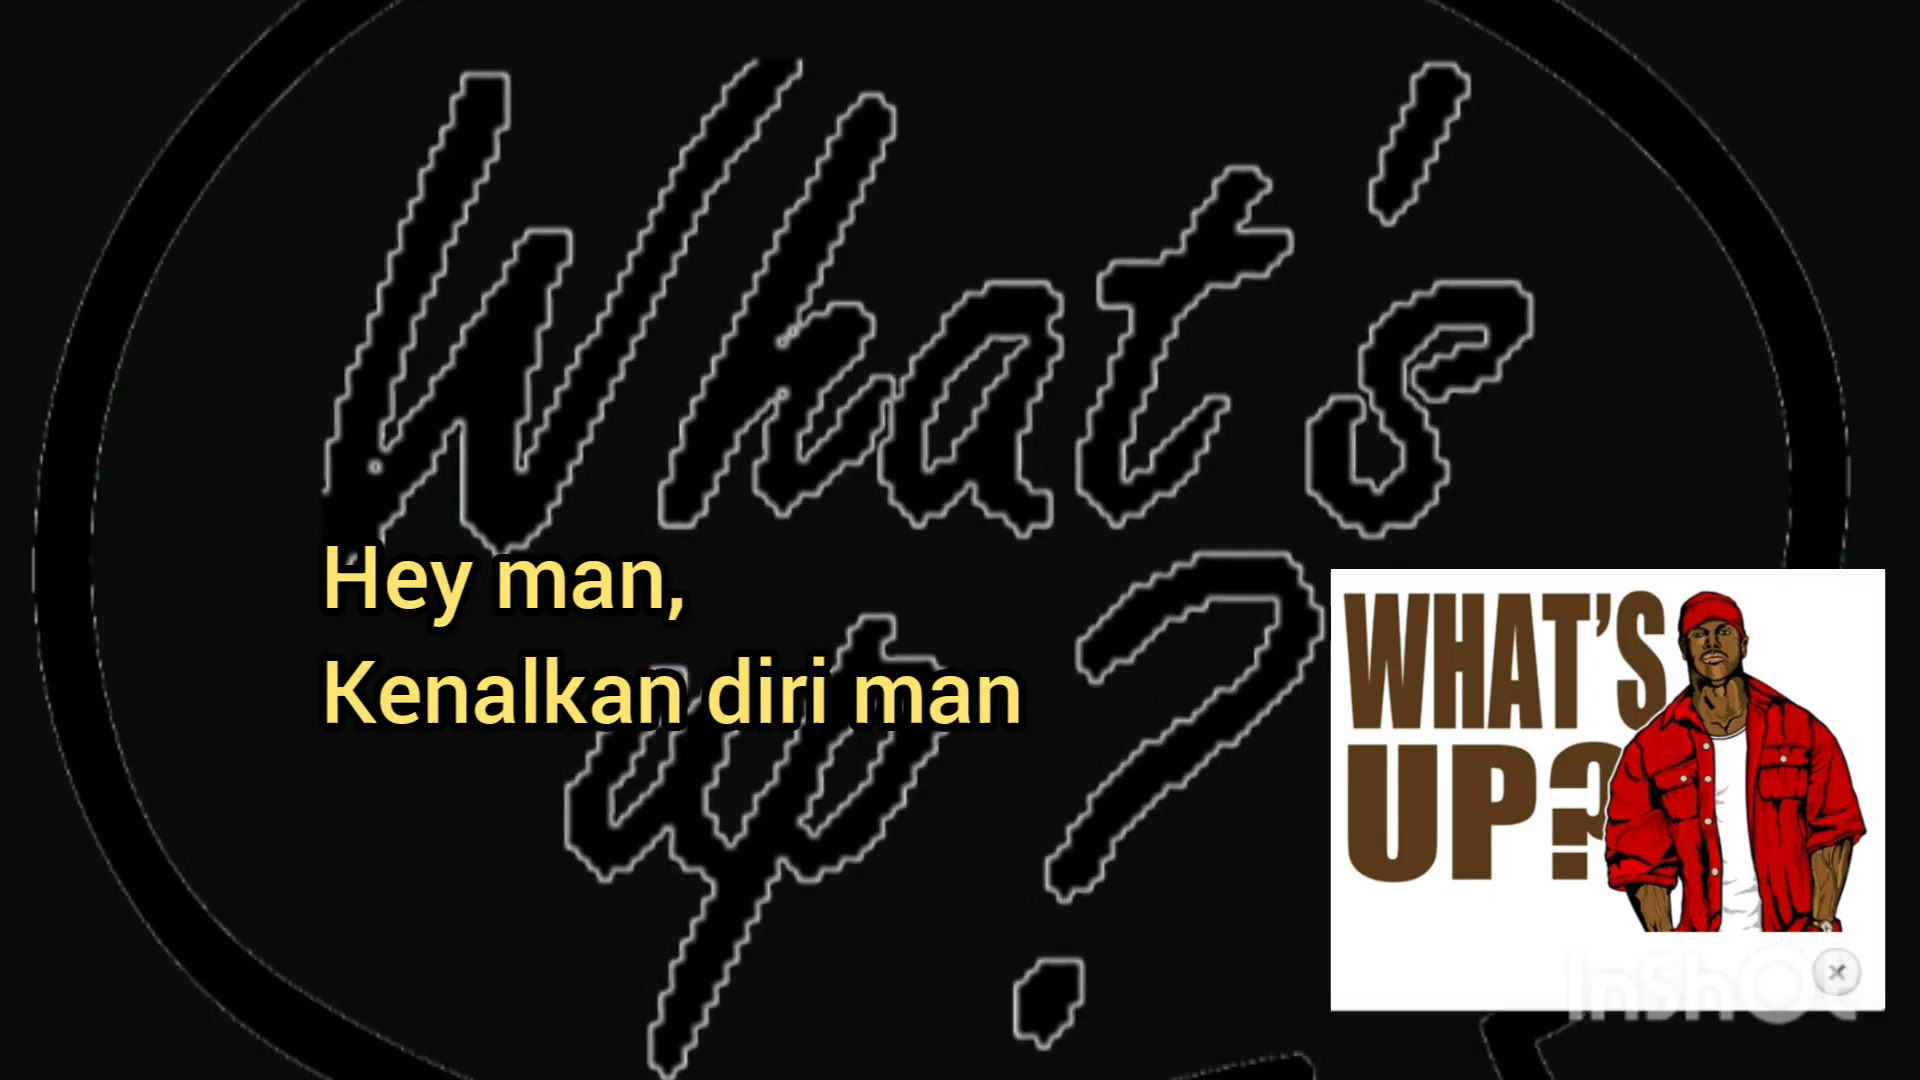 What's
up?
Hey man,
Kenalkan diri man
WHAT'S
UP?
InShOt